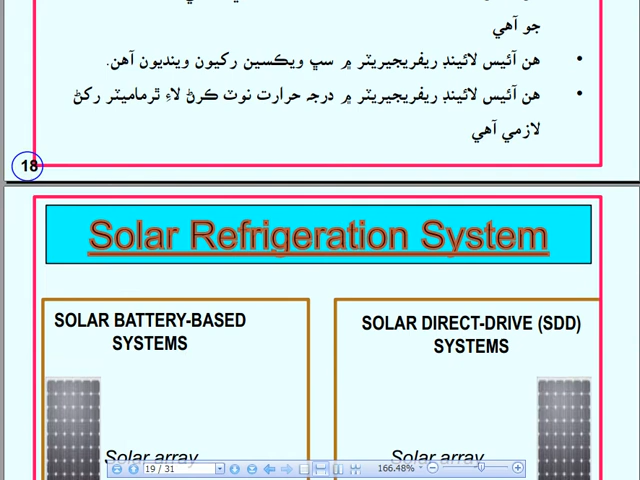 جو آهي
• هن آئيس لائينڊ ريفريجيريٽر ۾ سڀ ويڪسين رکيون وينديون آهن.
• هن آئيس لائينڊ ريفريجيريٽر ۾ درجہ حرارت نوٽ ڪرڻ لاءِ ٿرماميٽر رکڻ
لازمي آهي
18
Solar Refrigeration System
SOLAR BATTERY-BASED
SYSTEMS
SOLAR DIRECT-DRIVE (SDD)
SYSTEMS
Solar array
Solar array
19 / 31
166.48%